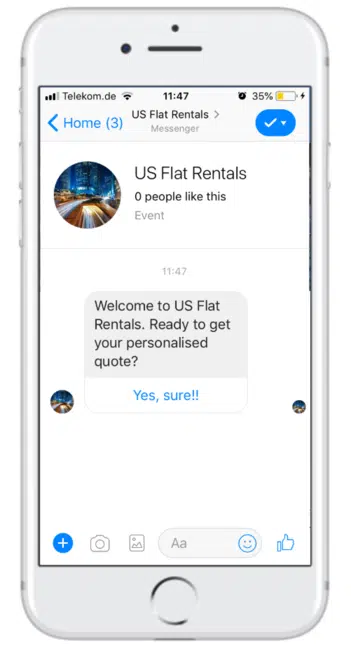 Telekom.de 11:47 35%
Home (3) US Flat Rentals
Messenger
US Flat Rentals
0 people like this
Event
11:47
Welcome to US Flat
Rentals. Ready to get
your personalised
quote?
Yes, sure!!
Aa